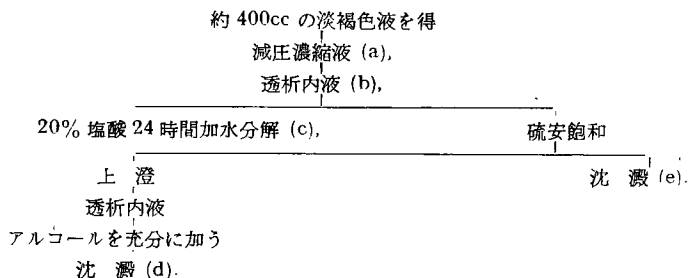 約 400cc の淡褐色液を得
減圧濃縮液 (a),
透析内液 (b),
20% 塩酸 24 時間加水分解 (c), 硫安飽和
上 澄 沈 澱 (e).
透析内液
アルコールを充分に加う
沈 澱 (d).